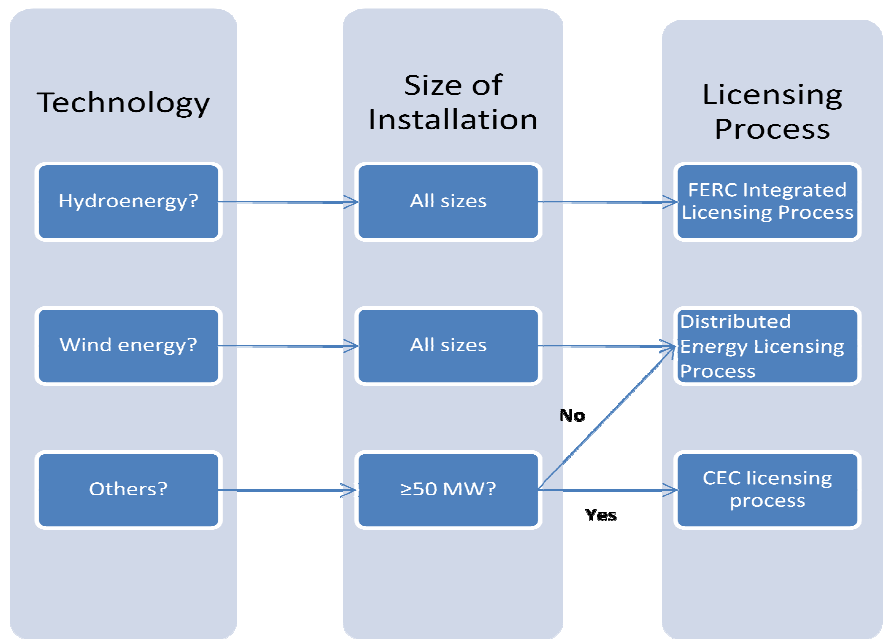 Technology
Size of
Installation
Licensing
Process
Hydroenergy?
All sizes
FERC Integrated
Licensing Process
Wind energy?
All sizes
Distributed
Energy Licensing
Process
No
Others?
≥50 MW?
CEC licensing
process
Yes